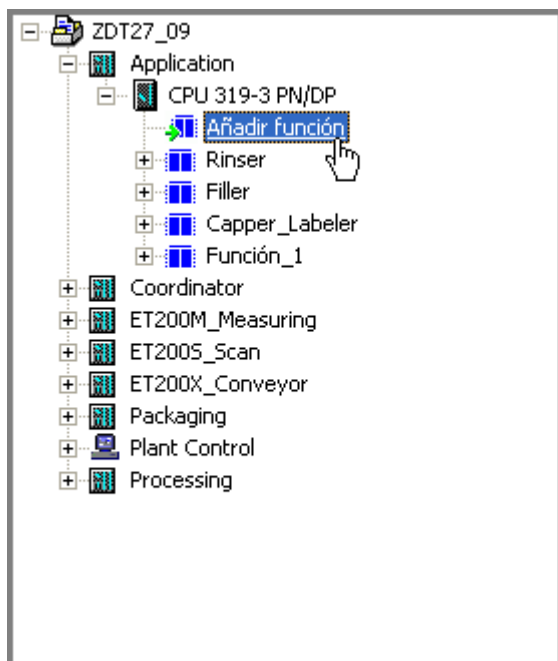 ZDT27_09
Application
CPU 319-3 PN/DP
Añadir función
Rinser
Filler
Capper_Labeler
Función_1
Coordinator
ET200M_Measuring
ET200S_Scan
ET200X_Conveyor
Packaging
Plant Control
Processing